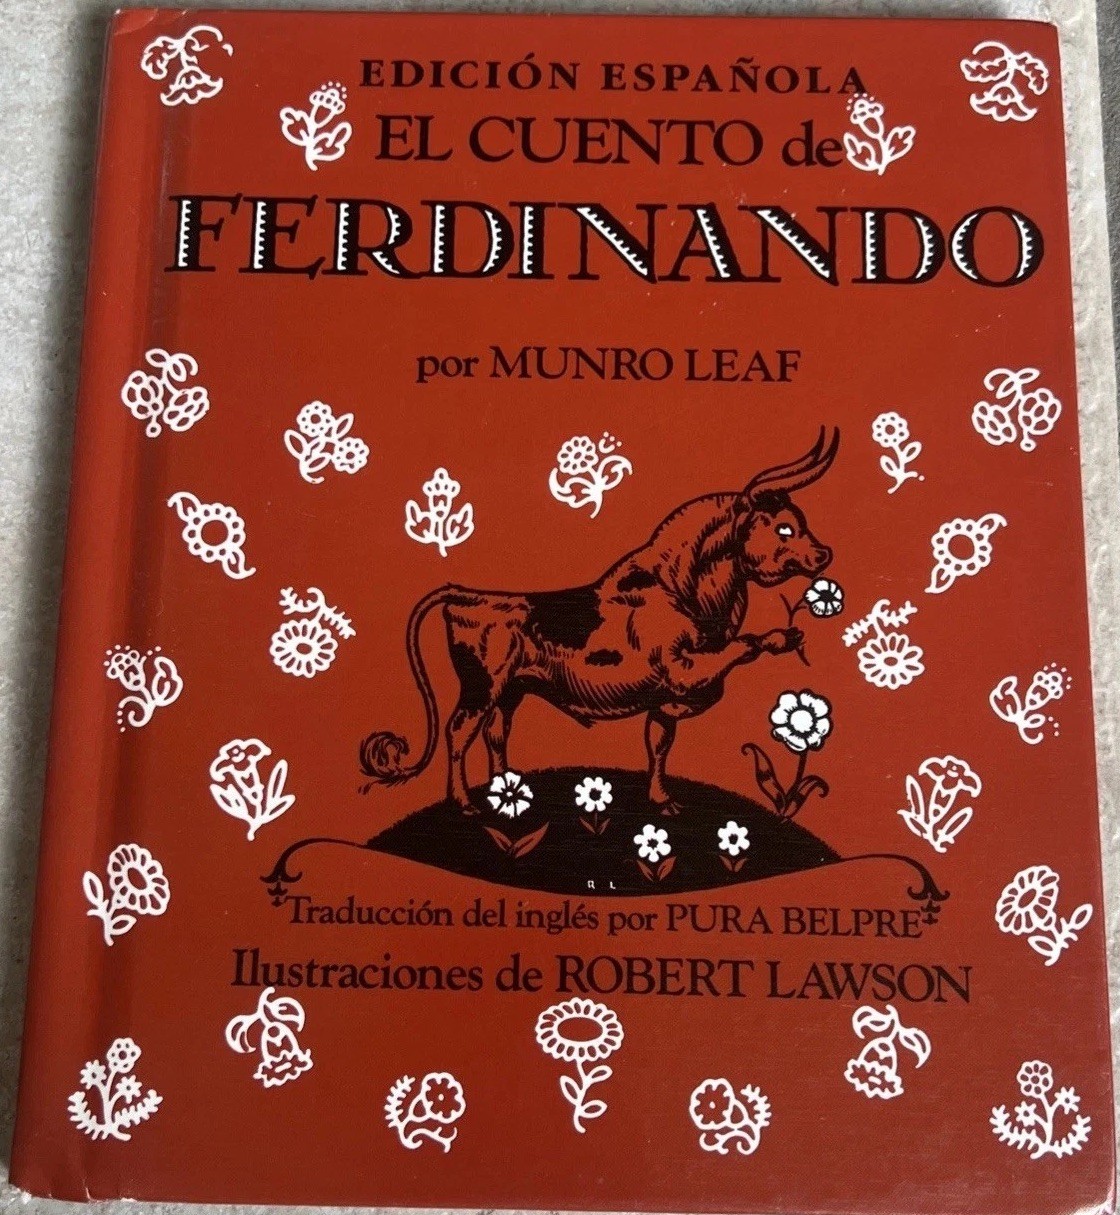 EDICIÓN ESPAÑOLA
EL CUENTO de
FERDINANDO
por MUNRO LEAF
R L
Traducción del inglés por PURA BELPRE
Ilustraciones de ROBERT LAWSON